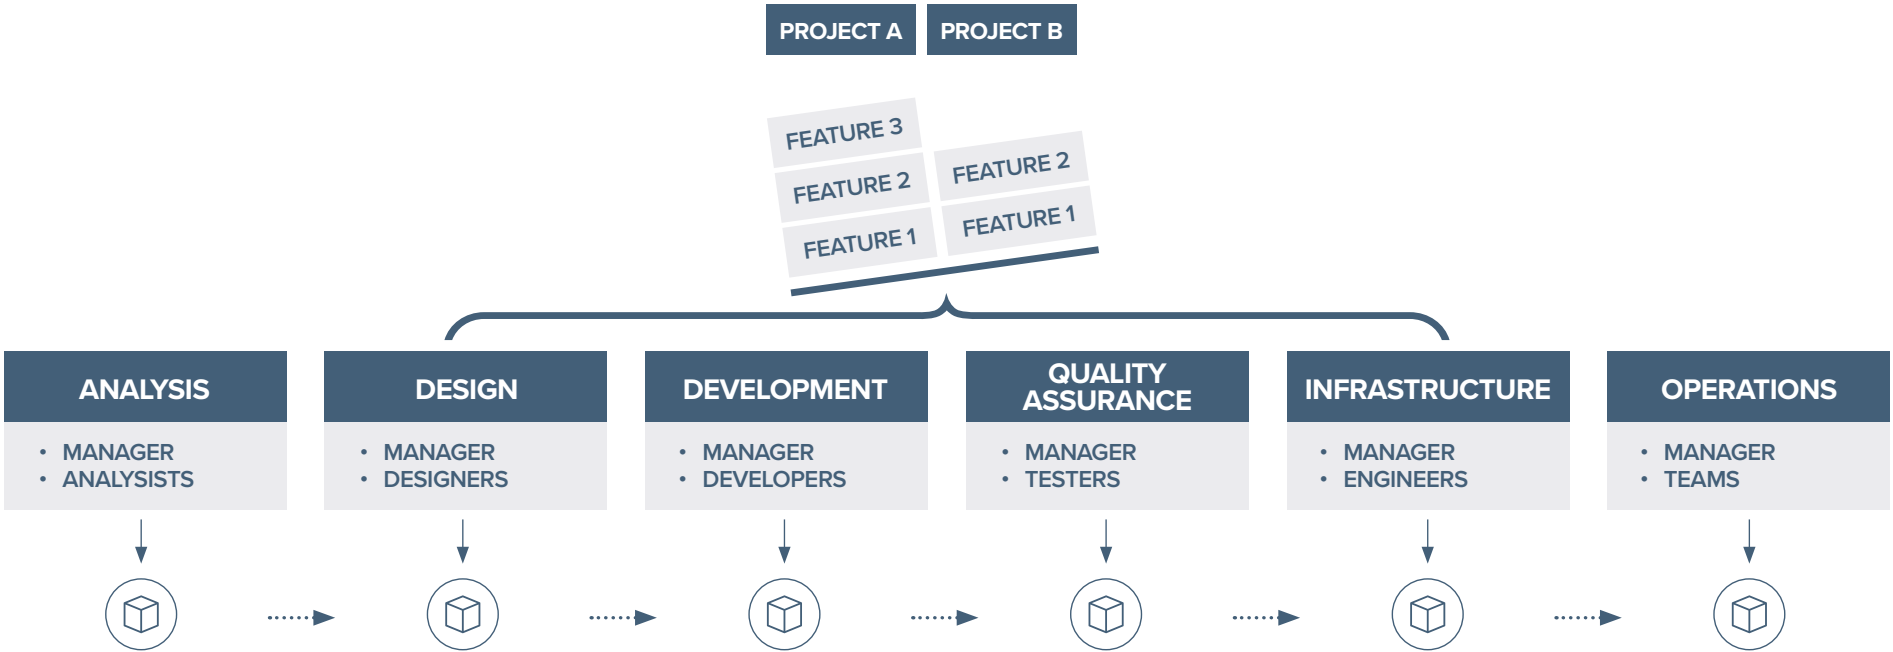 PROJECT A
PROJECT B
FEATURE 3
FEATURE 2
FEATURE 1
FEATURE 2
FEATURE 1
ANALYSIS
• MANAGER
• ANALYSISTS
DESIGN
• MANAGER
• DESIGNERS
DEVELOPMENT
• MANAGER
• DEVELOPERS
QUALITY
ASSURANCE
• MANAGER
• TESTERS
INFRASTRUCTURE
• MANAGER
• ENGINEERS
OPERATIONS
• MANAGER
• TEAMS